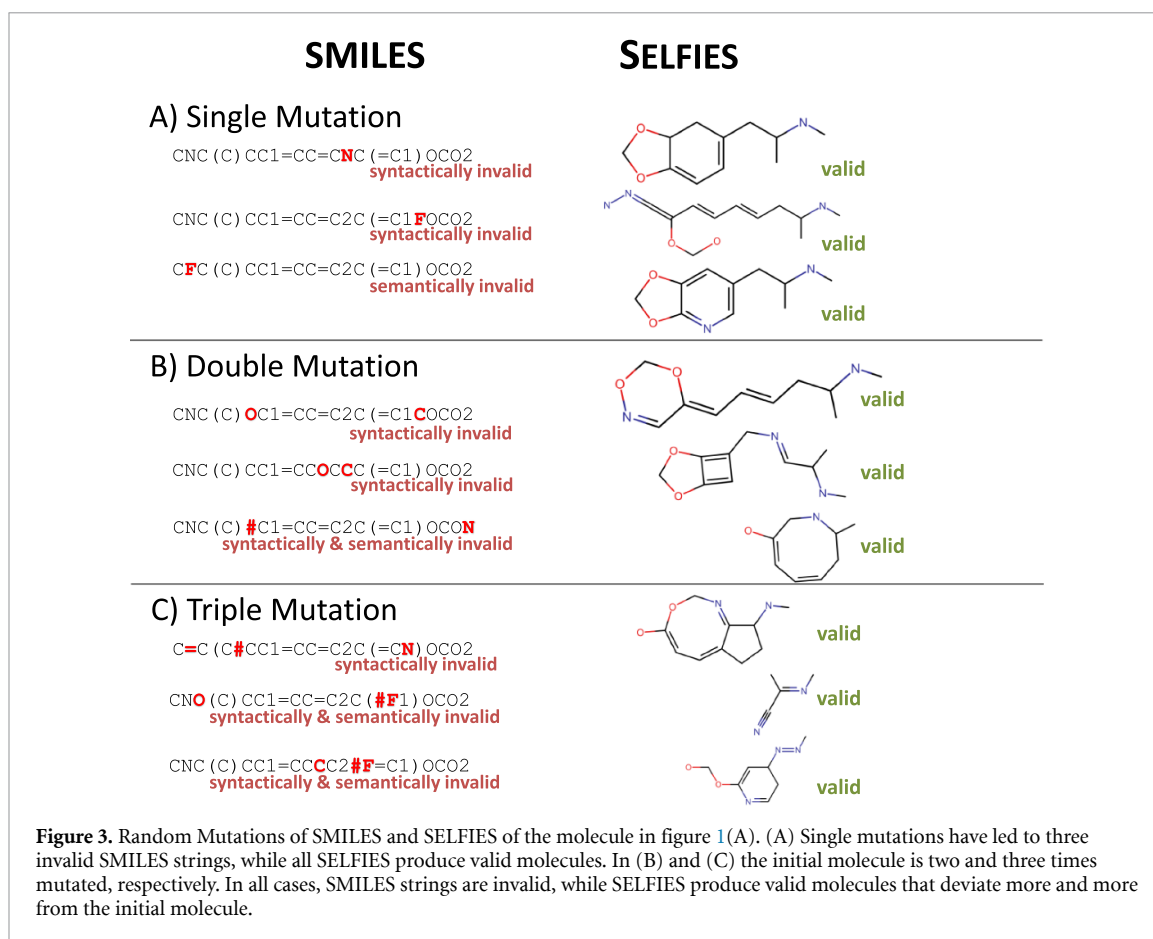 SMILES SELFIES
A) Single Mutation
CNC(C)CC1=CC=CNC(=C1)OCO2
syntactically invalid
O
O
N
valid
CNC(C)CC1=CC=C2C(=C1FOCO2
syntactically invalid
N
N
O
O
N
valid
CFC(C)CC1=CC=C2C(=C1)OCO2
semantically invalid
O
O
N
N
valid
B) Double Mutation
CNC(C)OC1=CC=C2C(=C1COCO2
syntactically invalid
O
O
N
N
valid
CNC(C)CC1=CCOCCC(=C1)OCO2
syntactically invalid
O
O
N
N
valid
CNC(C)#C1=CC=C2C(=C1)OCON
syntactically & semantically invalid
O
N
valid
C) Triple Mutation
C=C(C#CC1=CC=C2C(=CN)OCO2
syntactically invalid
O
O
N
N
valid
CNO(C)CC1=CC=C2C(#F1)OCO2
syntactically & semantically invalid
N
N
valid
CNC(C)CC1=CCCC2#F=C1)OCO2
syntactically & semantically invalid
O
O
N
N
N
valid
Figure 3. Random Mutations of SMILES and SELFIES of the molecule in figure 1(A). (A) Single mutations have led to three
invalid SMILES strings, while all SELFIES produce valid molecules. In (B) and (C) the initial molecule is two and three times
mutated, respectively. In all cases, SMILES strings are invalid, while SELFIES produce valid molecules that deviate more and more
from the initial molecule.